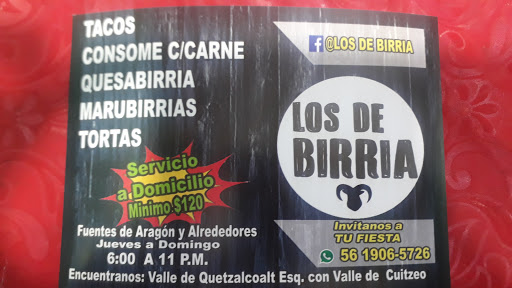 TACOS
CONSOME C/CARNE
QUESABIRRIA
MARUBIRRIAS
TORTAS
Servicio
a Domicilio
Minimo $120
Fuentes de Aragón y Alrededores
Jueves a Domingo
6:00 A 11 P.M.
@LOS DE BIRRIA
LOS DE
BIRRIA
Invitanos a
TU FIESTA
56 1906-5726
Encuentranos: Valle de Quetzalcoalt Esq. con Valle de Cuitzeo